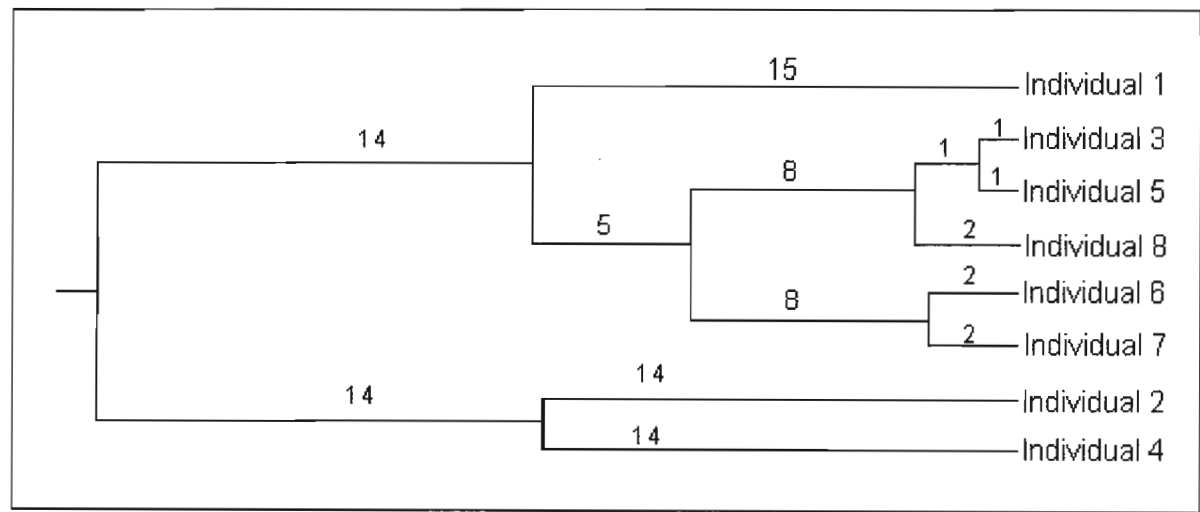 15
Individual 1
14
1
Individual 3
1
8
1
Individual 5
5
2
Individual 8
2
Individual 6
8
2
Individual 7
14
14
Individual 2
14
Individual 4